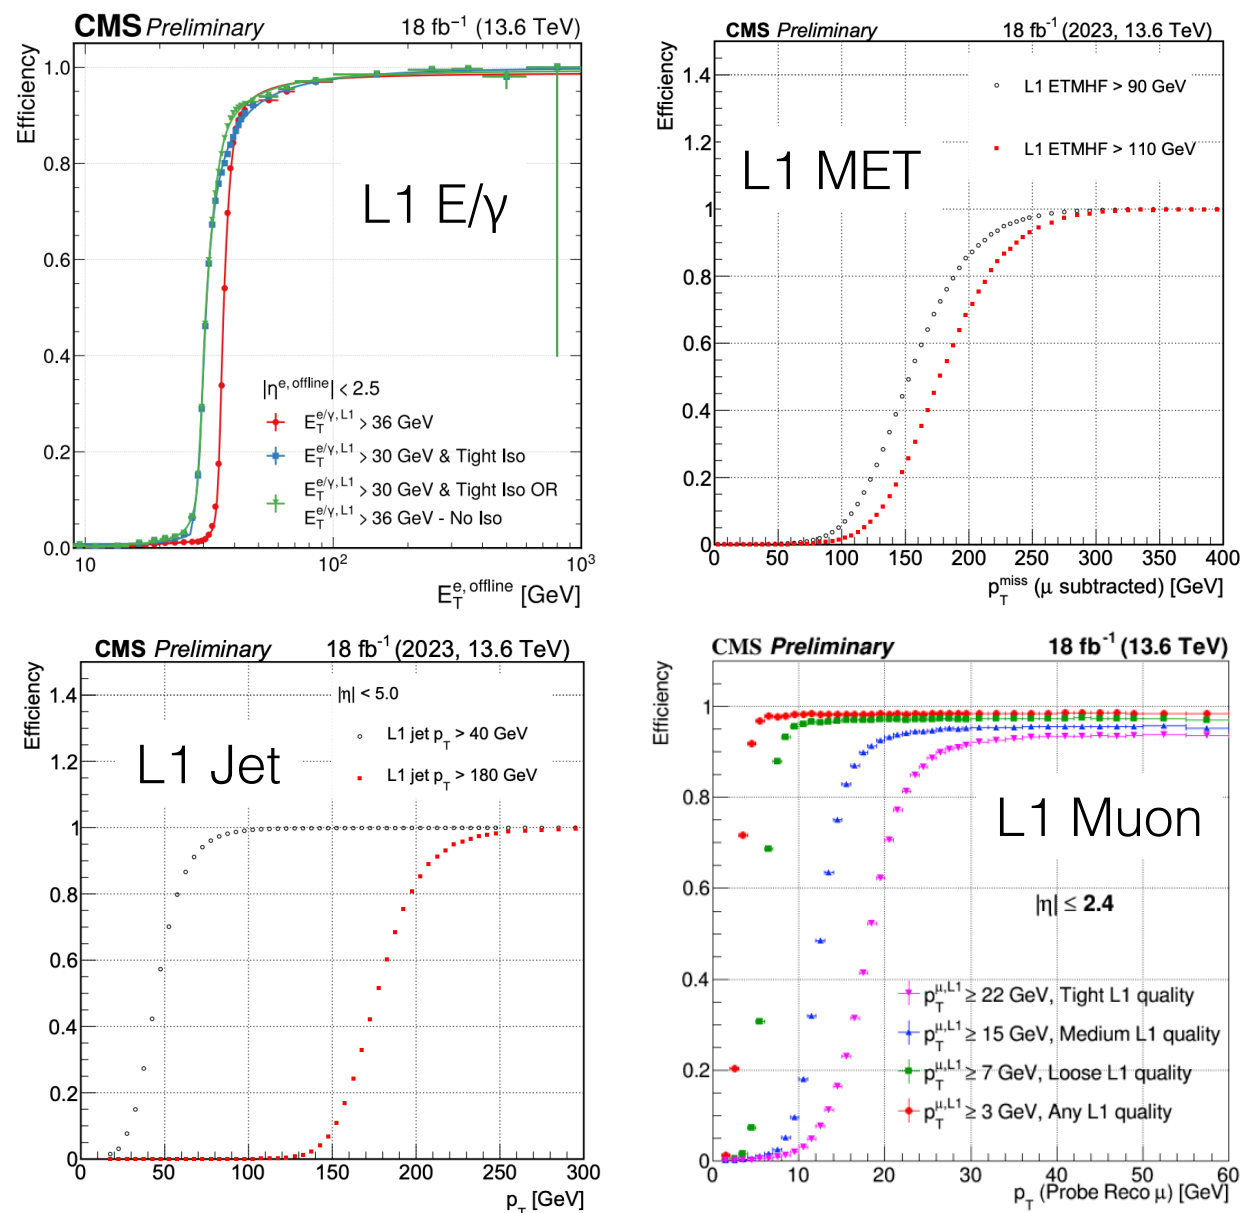 CMS Preliminary 18 fb⁻¹ (13.6 TeV)
Efficiency
1.0
0.8
0.6
0.4
0.2
0.0
L1 E/γ
|η^{e, offline}| < 2.5
E_T^{e/γ, L1} > 36 GeV
E_T^{e/γ, L1} > 30 GeV & Tight Iso
E_T^{e/γ, L1} > 30 GeV & Tight Iso OR
E_T^{e/γ, L1} > 36 GeV - No Iso
10 10² 10³
E_T^{e, offline} [GeV]
CMS Preliminary 18 fb⁻¹ (2023, 13.6 TeV)
Efficiency
1.4
1.2
1
0.8
0.6
0.4
0.2
0
L1 ETMHF > 90 GeV
L1 ETMHF > 110 GeV
L1 MET
0 50 100 150 200 250 300 350 400
p_T^{miss} (μ subtracted) [GeV]
CMS Preliminary 18 fb⁻¹ (2023, 13.6 TeV)
Efficiency
1.4
1.2
1
0.8
0.6
0.4
0.2
0
|η| < 5.0
L1 jet p_T > 40 GeV
L1 jet p_T > 180 GeV
L1 Jet
0 50 100 150 200 250 300
p_T [GeV]
CMS Preliminary 18 fb⁻¹ (13.6 TeV)
Efficiency
1
0.8
0.6
0.4
0.2
0
L1 Muon
|η| ≤ 2.4
p_T^{μ,L1} ≥ 22 GeV, Tight L1 quality
p_T^{μ,L1} ≥ 15 GeV, Medium L1 quality
p_T^{μ,L1} ≥ 7 GeV, Loose L1 quality
p_T^{μ,L1} ≥ 3 GeV, Any L1 quality
10 20 30 40 50 60
p_T (Probe Reco μ) [GeV]